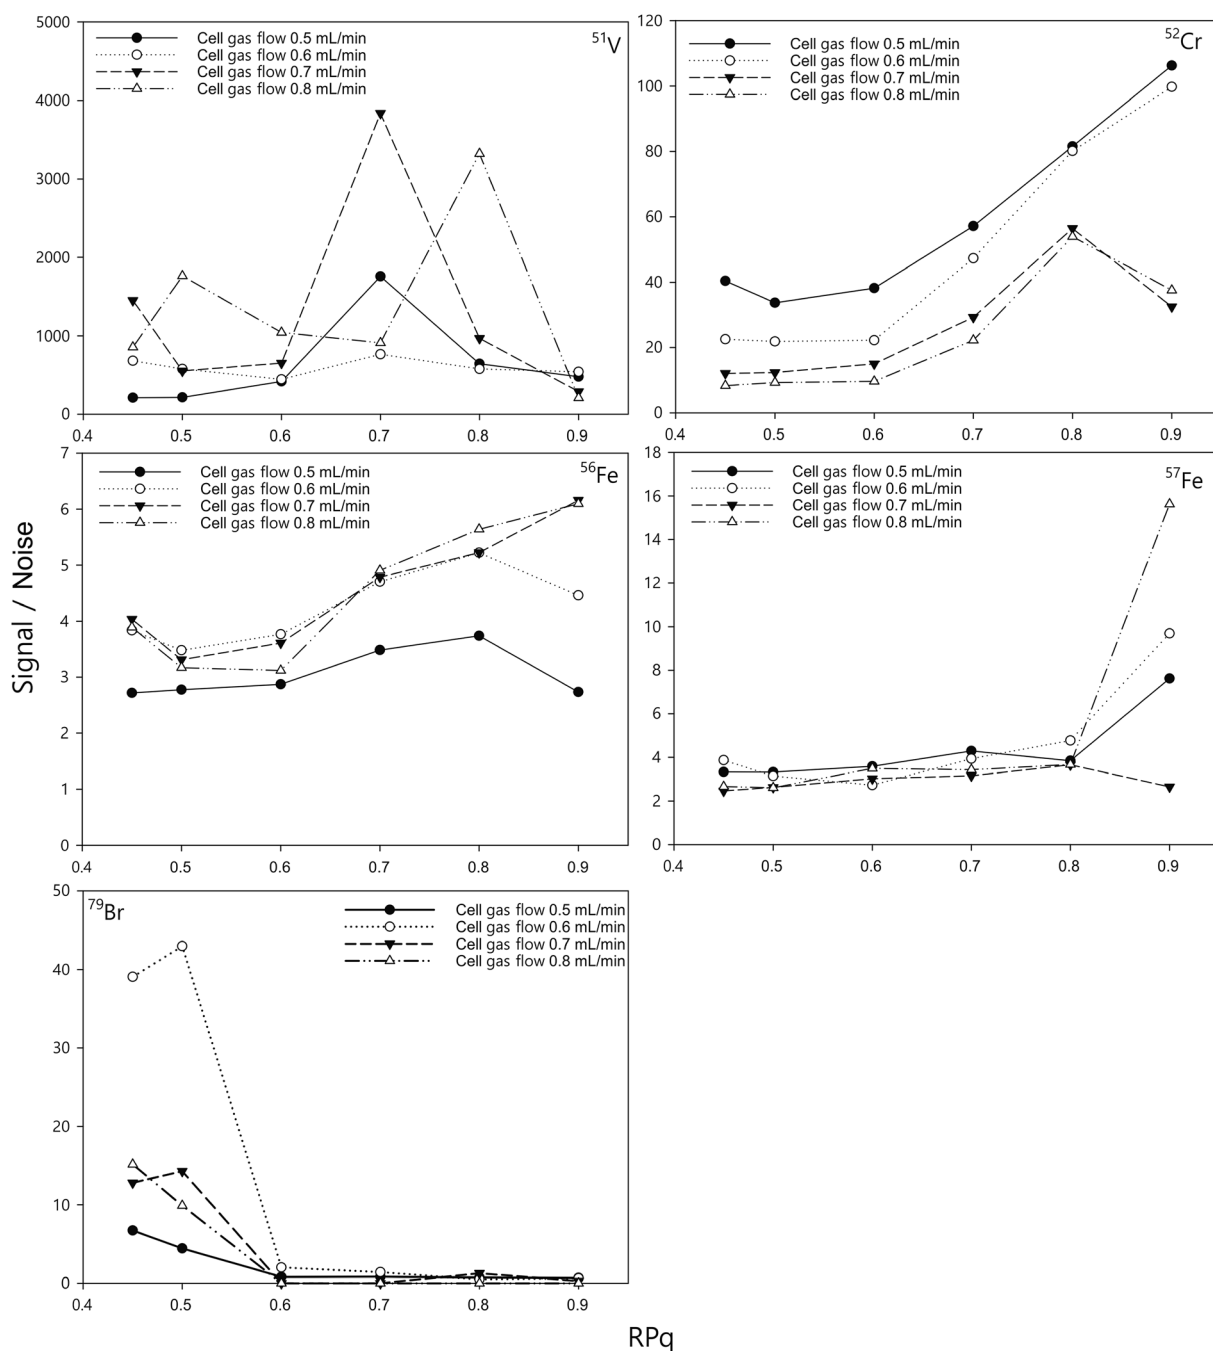 5000
4000
3000
2000
1000
0
0.4 0.5 0.6 0.7 0.8 0.9
Cell gas flow 0.5 mL/min
Cell gas flow 0.6 mL/min
Cell gas flow 0.7 mL/min
Cell gas flow 0.8 mL/min
51V
120
100
80
60
40
20
0
0.4 0.5 0.6 0.7 0.8 0.9
Cell gas flow 0.5 mL/min
Cell gas flow 0.6 mL/min
Cell gas flow 0.7 mL/min
Cell gas flow 0.8 mL/min
52Cr
Signal / Noise
7
6
5
4
3
2
1
0
0.4 0.5 0.6 0.7 0.8 0.9
Cell gas flow 0.5 mL/min
Cell gas flow 0.6 mL/min
Cell gas flow 0.7 mL/min
Cell gas flow 0.8 mL/min
56Fe
18
16
14
12
10
8
6
4
2
0
0.4 0.5 0.6 0.7 0.8 0.9
Cell gas flow 0.5 mL/min
Cell gas flow 0.6 mL/min
Cell gas flow 0.7 mL/min
Cell gas flow 0.8 mL/min
57Fe
50
40
30
20
10
0
0.4 0.5 0.6 0.7 0.8 0.9
79Br
Cell gas flow 0.5 mL/min
Cell gas flow 0.6 mL/min
Cell gas flow 0.7 mL/min
Cell gas flow 0.8 mL/min
RPq